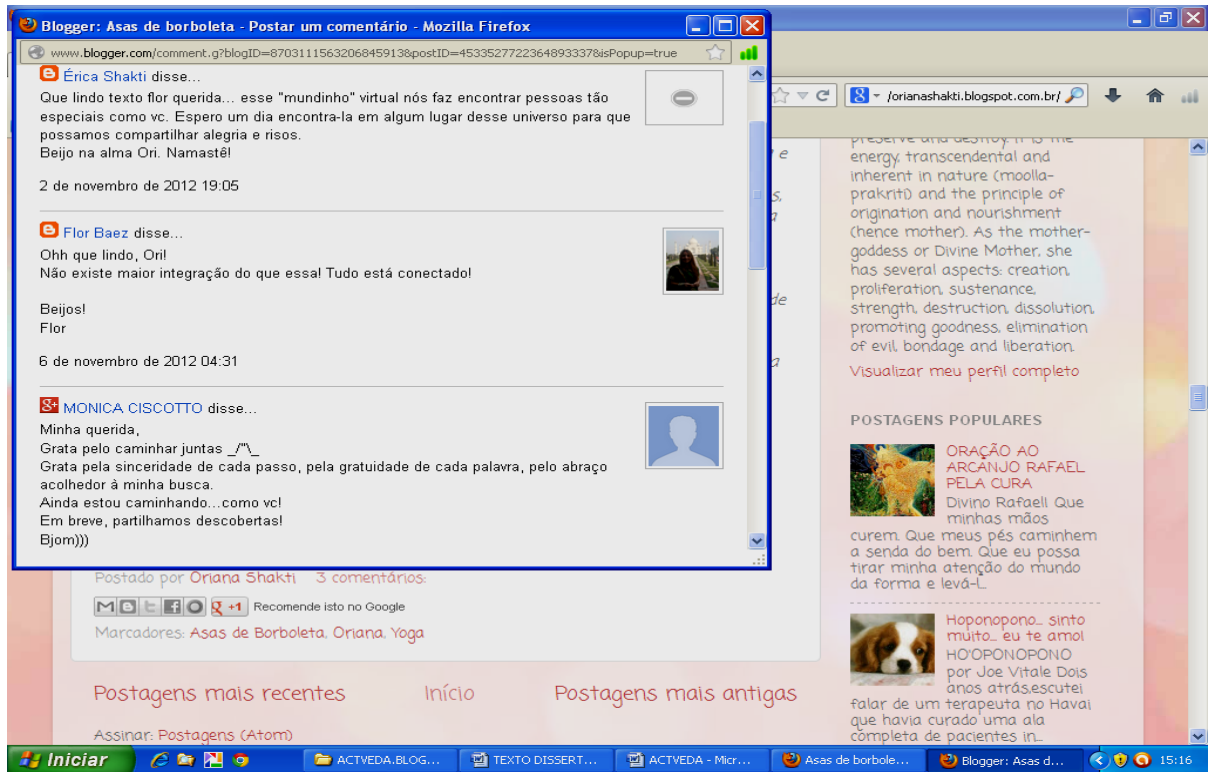 Blogger: Asas de borboleta - Postar um comentário - Mozilla Firefox
www.blogger.com/comment.g?blogID=8703111563206845913&postID=4533527722364893337&isPopup=true
Érica Shakti disse...
Que lindo texto flor querida... esse "mundinho" virtual nós faz encontrar pessoas tão
especiais como vc. Espero um dia encontra-la em algum lugar desse universo para que
possamos compartilhar alegria e risos.
Beijo na alma Ori. Namastê!
2 de novembro de 2012 19:05
Flor Baez disse...
Ohh que lindo, Ori!
Não existe maior integração do que essa! Tudo está conectado!
Beijos!
Flor
6 de novembro de 2012 04:31
MONICA CISCOTTO disse...
Minha querida,
Grata pelo caminhar juntas _/"\_
Grata pela sinceridade de cada passo, pela gratuidade de cada palavra, pelo abraço
acolhedor à minha busca.
Ainda estou caminhando...como vc!
Em breve, partilhamos descobertas!
Bjom)))
/orianashakti.blogspot.com.br/
e
s,
a
de
a
preserve and destroy. It is the
energy, transcendental and
inherent in nature (moolla-
prakriti) and the principle of
origination and nourishment
(hence mother). As the mother-
goddess or Divine Mother, she
has several aspects: creation,
proliferation, sustenance,
strength, destruction, dissolution,
promoting goodness, elimination
of evil, bondage and liberation.
Visualizar meu perfil completo
POSTAGENS POPULARES
ORAÇÃO AO
ARCANJO RAFAEL
PELA CURA
Divino Rafael! Que
minhas mãos
curem. Que meus pés caminhem
a senda do bem. Que eu possa
tirar minha atenção do mundo
da forma e levá-l...
Hoponopono... sinto
muito... eu te amo!
HO'OPONOPONO
por Joe Vitale Dois
anos atrás,escutei
falar de um terapeuta no Havaí
que havia curado uma ala
completa de pacientes in...
Postado por Oriana Shakti 3 comentários:
+1 Recomende isto no Google
Marcadores: Asas de Borboleta, Oriana, Yoga
Postagens mais recentes Início Postagens mais antigas
Assinar: Postagens (Atom)
Iniciar ACTVEDA.BLOG... TEXTO DISSERT... ACTVEDA - Micr... Asas de borbole... Blogger: Asas d... 15:16